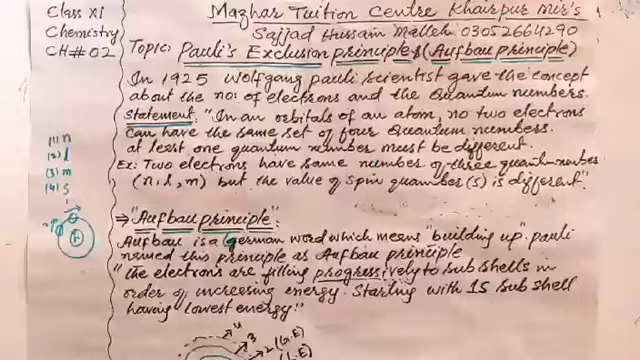 Class XI
Chemistry
CH#02
Mazhar Tuition Centre Khairpur mir's
Sajjad Hussain Mallah 03052664290
Topic: Pauli's Exclusion principle & (Aufbau principle)
In 1925 Wolfgang pauli scientist gave the concept
about the no: of electrons and the Quantum numbers.
Statement: "In an orbitals of an atom, no two electrons
can have the same set of four Quantum numbers.
at least one quantum number must be different.
Ex: Two electrons have same number of three quantum number
(n, l, m) but the value of spin quamber (s) is different"
(1) n
(2) l
(3) m
(4) s
⇒ "Aufbau principle":
Aufbau is a German word which means "building up". pauli
named this principle as Aufbau principle
"the electrons are filling progressively to sub shells in
order of increasing energy. Starting with 1S sub shell
having lowest energy."
4
3
2 (G.E)